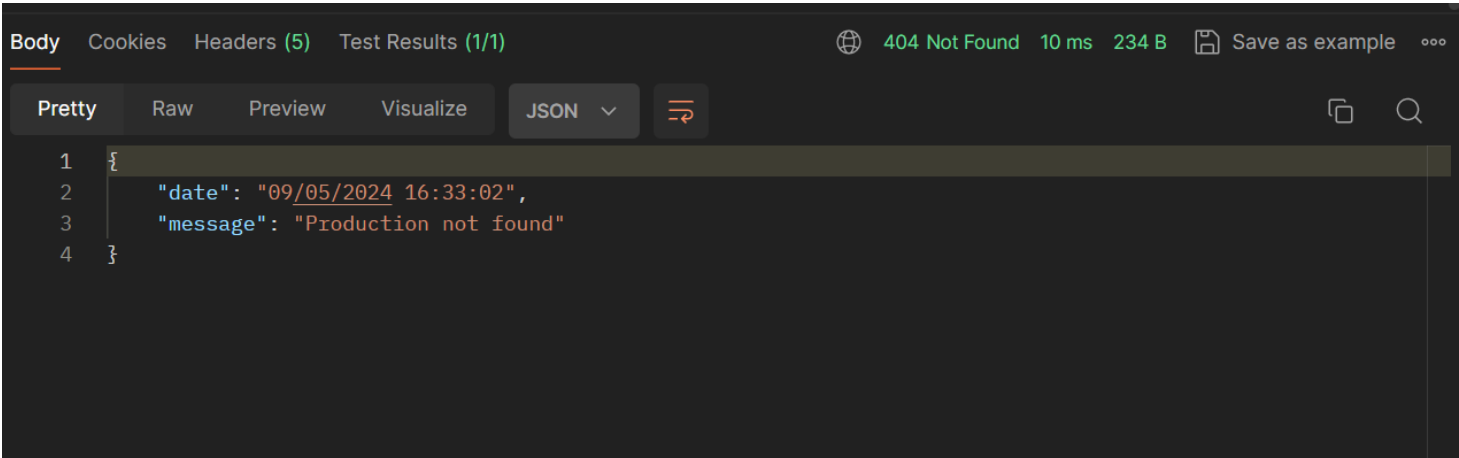 Body Cookies Headers (5) Test Results (1/1) 404 Not Found 10 ms 234 B Save as example
Pretty Raw Preview Visualize JSON
1 {
2 "date": "09/05/2024 16:33:02",
3 "message": "Production not found"
4 }